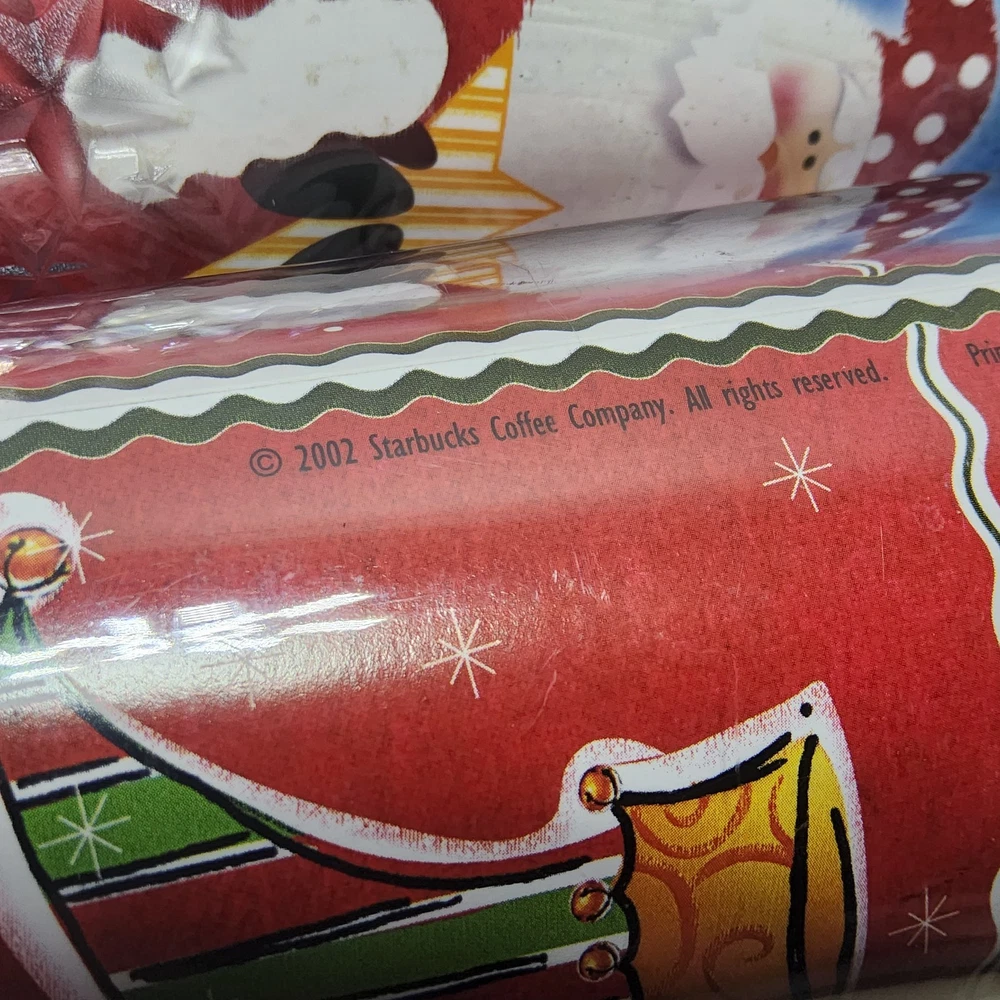 © 2002 Starbucks Coffee Company. All rights reserved.